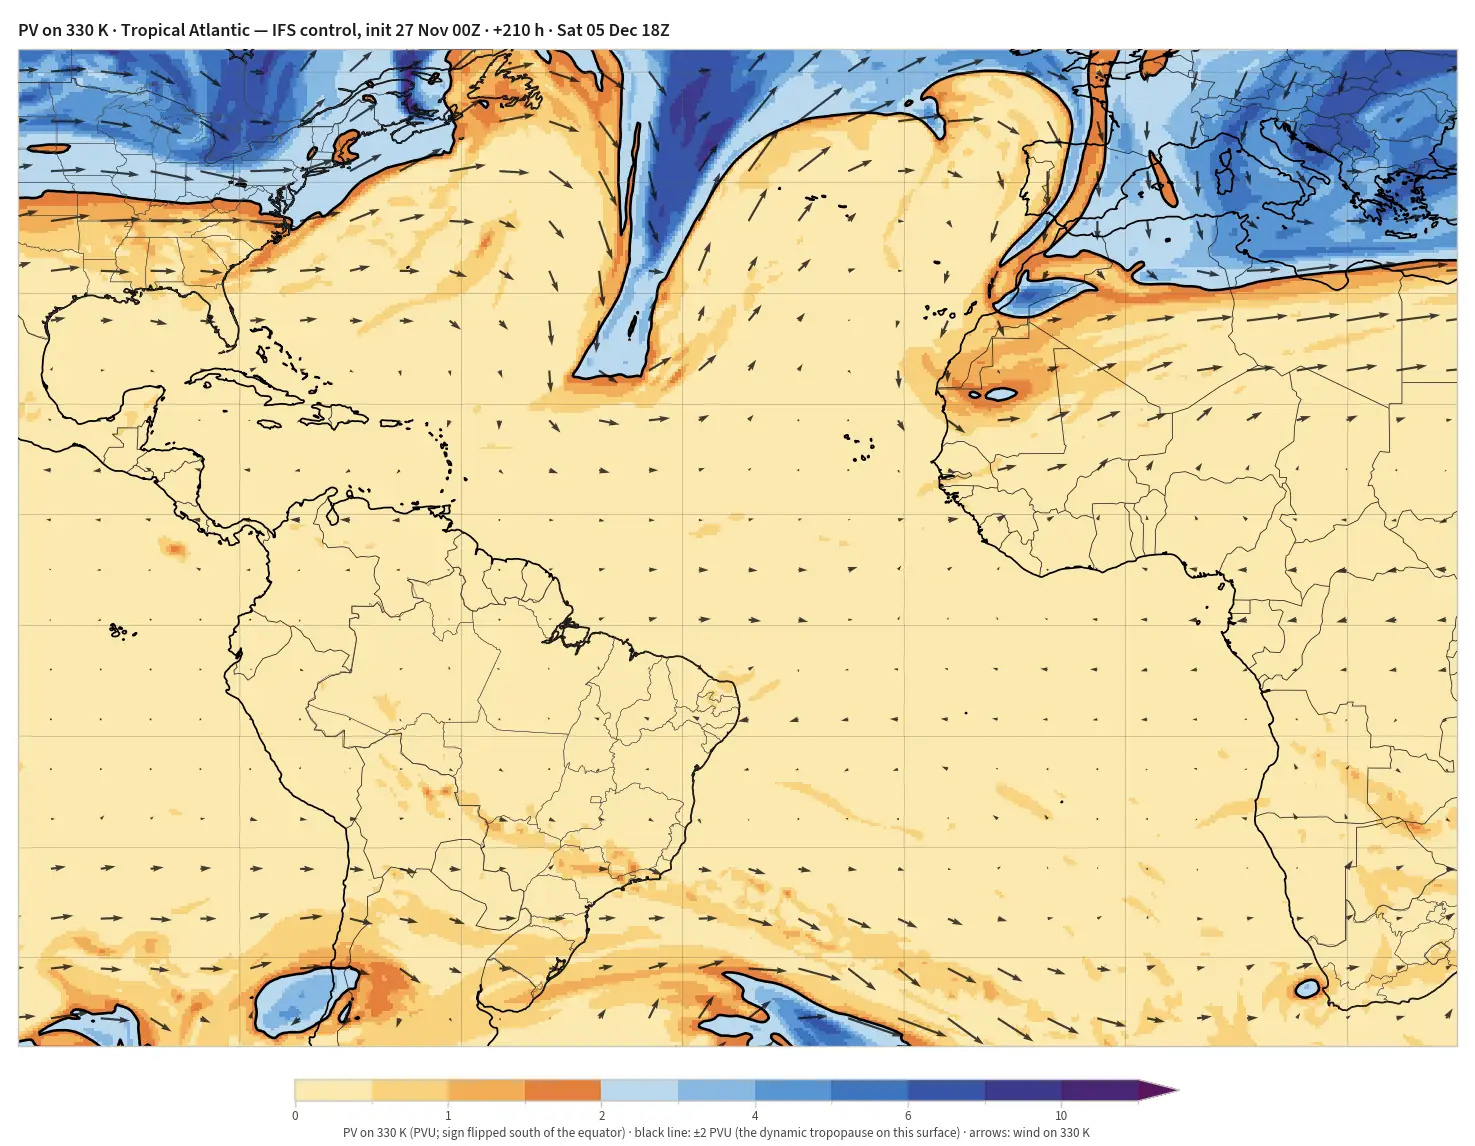 PV on 330 K · Tropical Atlantic — IFS control, init 27 Nov 00Z · +210 h · Sat 05 Dec 18Z
0 1 2 4 6 10
PV on 330 K (PVU; sign flipped south of the equator) · black line: ±2 PVU (the dynamic tropopause on this surface) · arrows: wind on 330 K